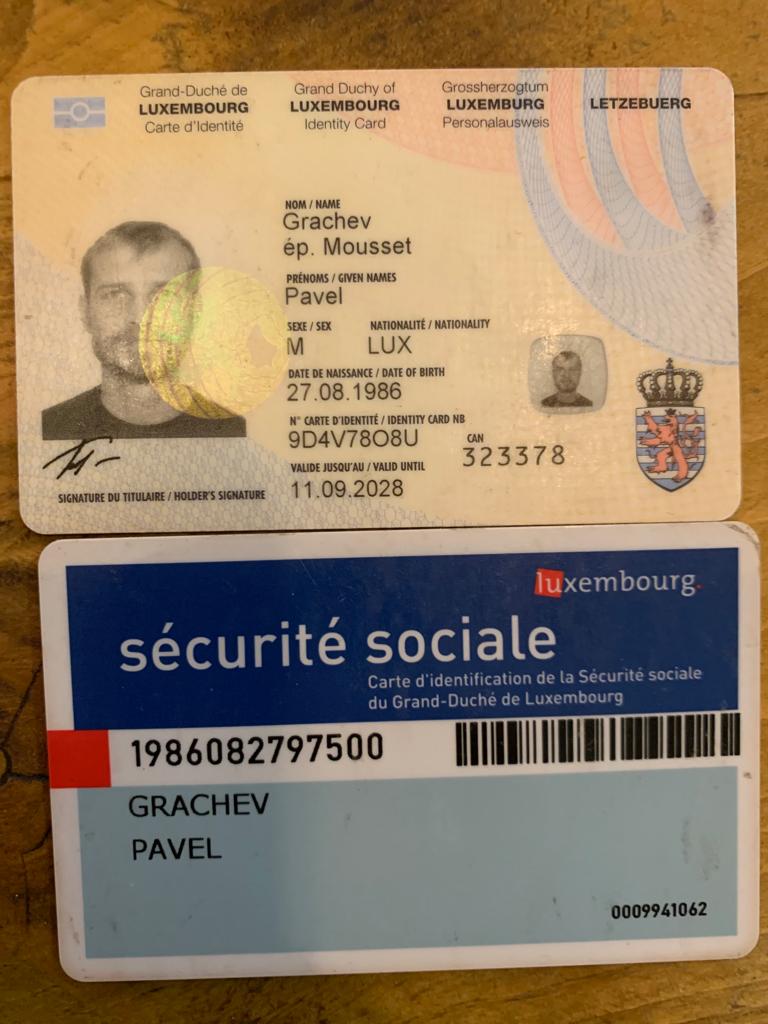 Grand-Duché de
LUXEMBOURG
Carte d'Identité
Grand Duchy of
LUXEMBOURG
Identity Card
Grossherzogtum
LUXEMBURG
Personalausweis
LETZEBUERG
NOM / NAME
Grachev
ép. Mousset
PRÉNOMS / GIVEN NAMES
Pavel
SEXE / SEX NATIONALITÉ / NATIONALITY
M LUX
DATE DE NAISSANCE / DATE OF BIRTH
27.08.1986
N° CARTE D'IDENTITÉ / IDENTITY CARD NB
9D4V78O8U
CAN
323378
VALIDE JUSQU'AU / VALID UNTIL
11.09.2028
SIGNATURE DU TITULAIRE / HOLDER'S SIGNATURE
luxembourg
sécurité sociale
Carte d'identification de la Sécurité sociale
du Grand-Duché de Luxembourg
1986082797500
GRACHEV
PAVEL
0009941062